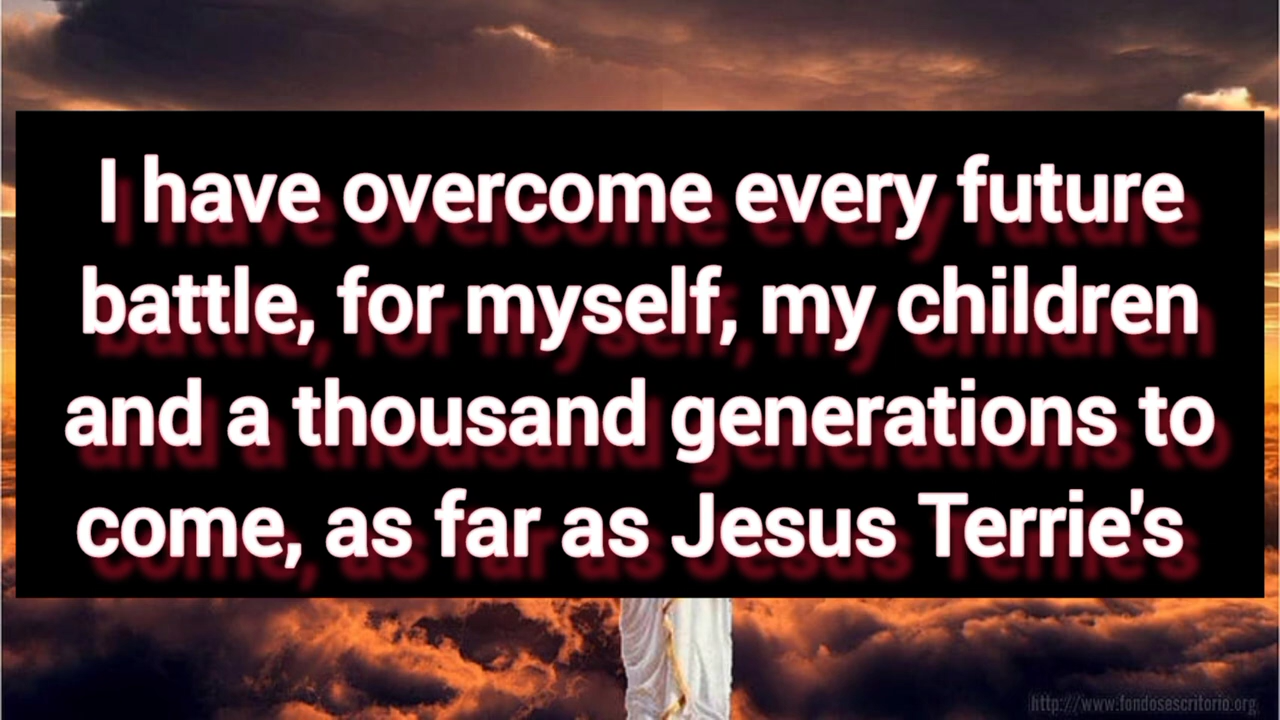 I have overcome every future
battle, for myself, my children
and a thousand generations to
come, as far as Jesus Terrie's
http://www.fondosescritorio.org